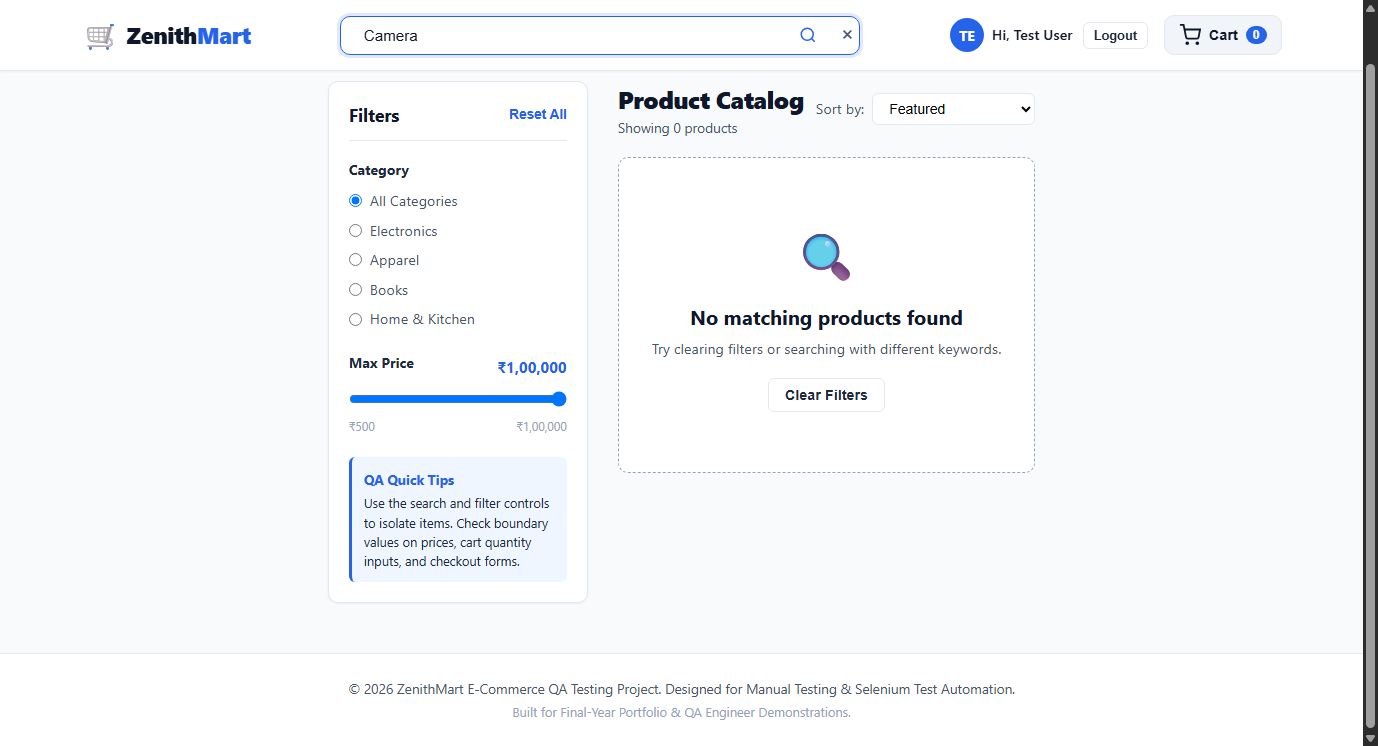 ZenithMart
Camera
×
TE
Hi, Test User
Logout
Cart
0
Filters
Reset All
Category
All Categories
Electronics
Apparel
Books
Home & Kitchen
Max Price
₹1,00,000
₹500
₹1,00,000
QA Quick Tips
Use the search and filter controls
to isolate items. Check boundary
values on prices, cart quantity
inputs, and checkout forms.
Product Catalog
Sort by:
Featured
Showing 0 products
No matching products found
Try clearing filters or searching with different keywords.
Clear Filters
© 2026 ZenithMart E-Commerce QA Testing Project. Designed for Manual Testing & Selenium Test Automation.
Built for Final-Year Portfolio & QA Engineer Demonstrations.